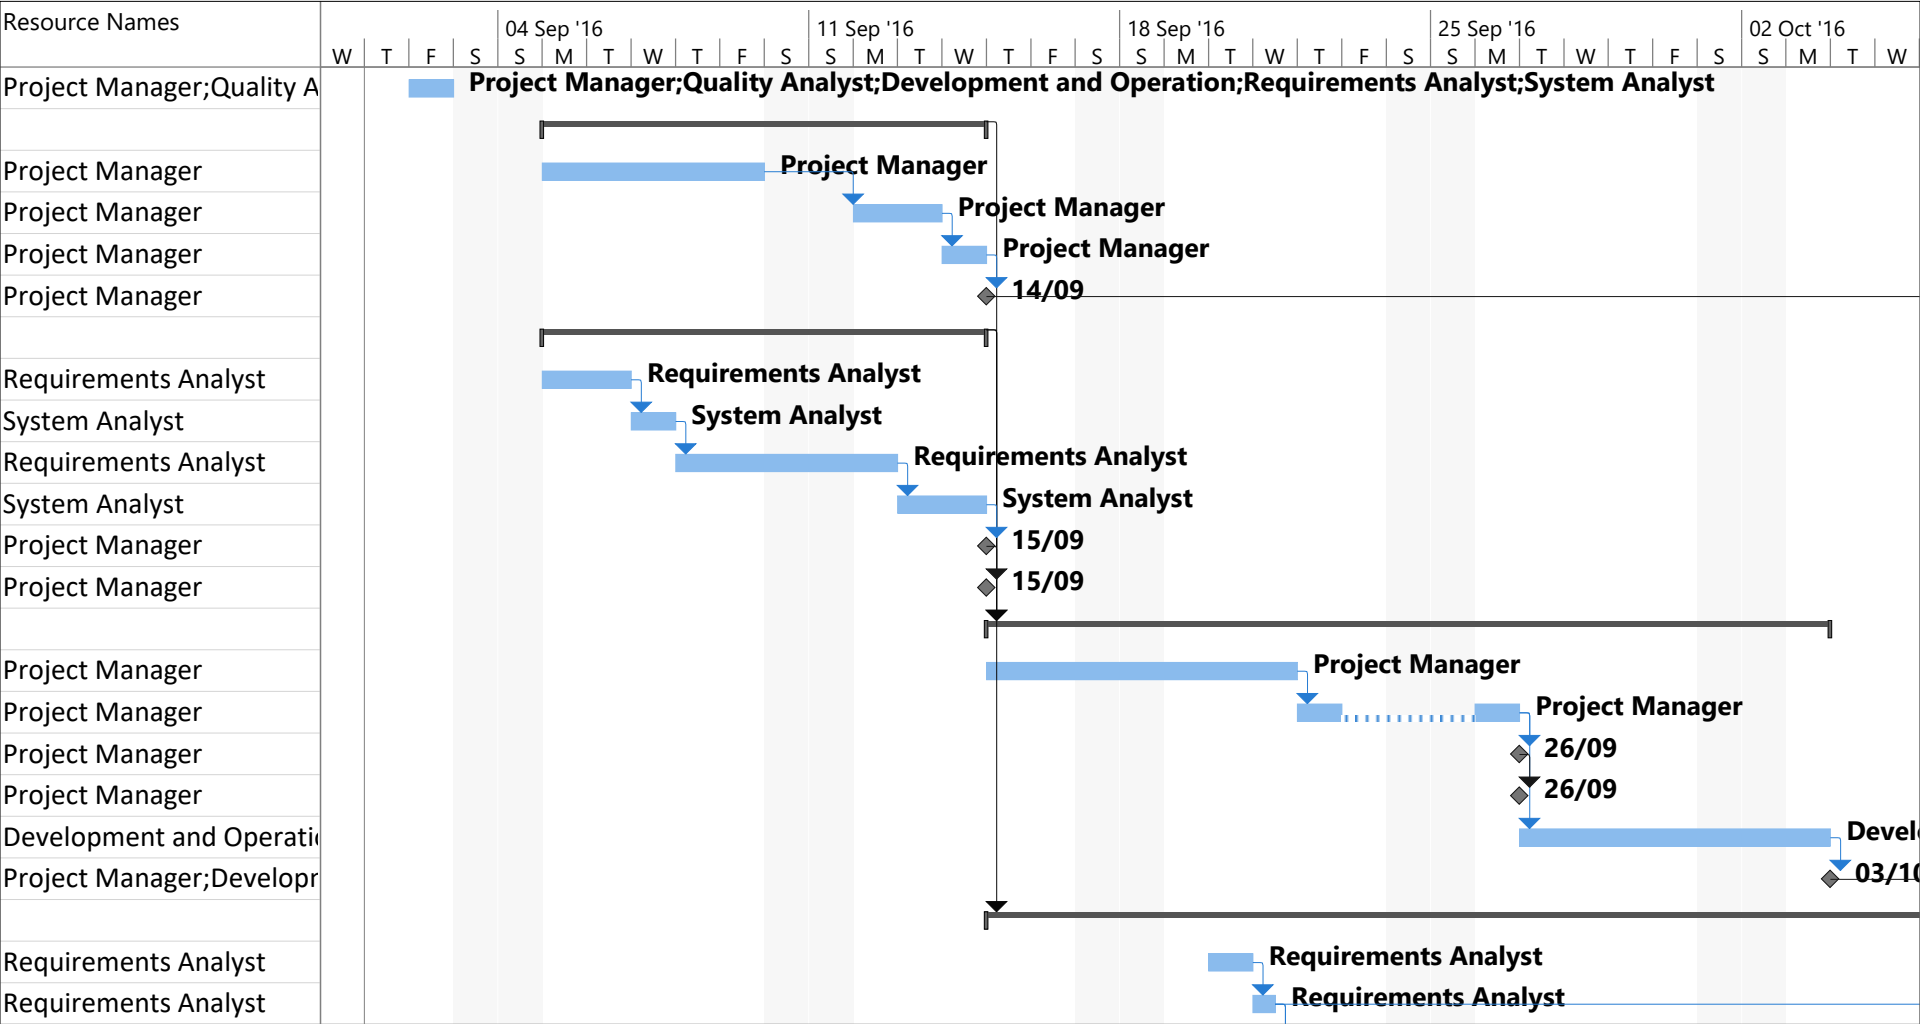 Resource Names
04 Sep '16 11 Sep '16 18 Sep '16 25 Sep '16 02 Oct '16
W T F S S M T W T F S S M T W T F S S M T W T F S S M T W T F S S M T W
Project Manager;Quality A Project Manager;Quality Analyst;Development and Operation;Requirements Analyst;System Analyst
Project Manager Project Manager
Project Manager Project Manager
Project Manager Project Manager
Project Manager 14/09
Requirements Analyst Requirements Analyst
System Analyst System Analyst
Requirements Analyst Requirements Analyst
System Analyst System Analyst
Project Manager 15/09
Project Manager 15/09
Project Manager Project Manager
Project Manager Project Manager
Project Manager 26/09
Project Manager 26/09
Development and Operati Devel
Project Manager;Developr 03/10
Requirements Analyst Requirements Analyst
Requirements Analyst Requirements Analyst